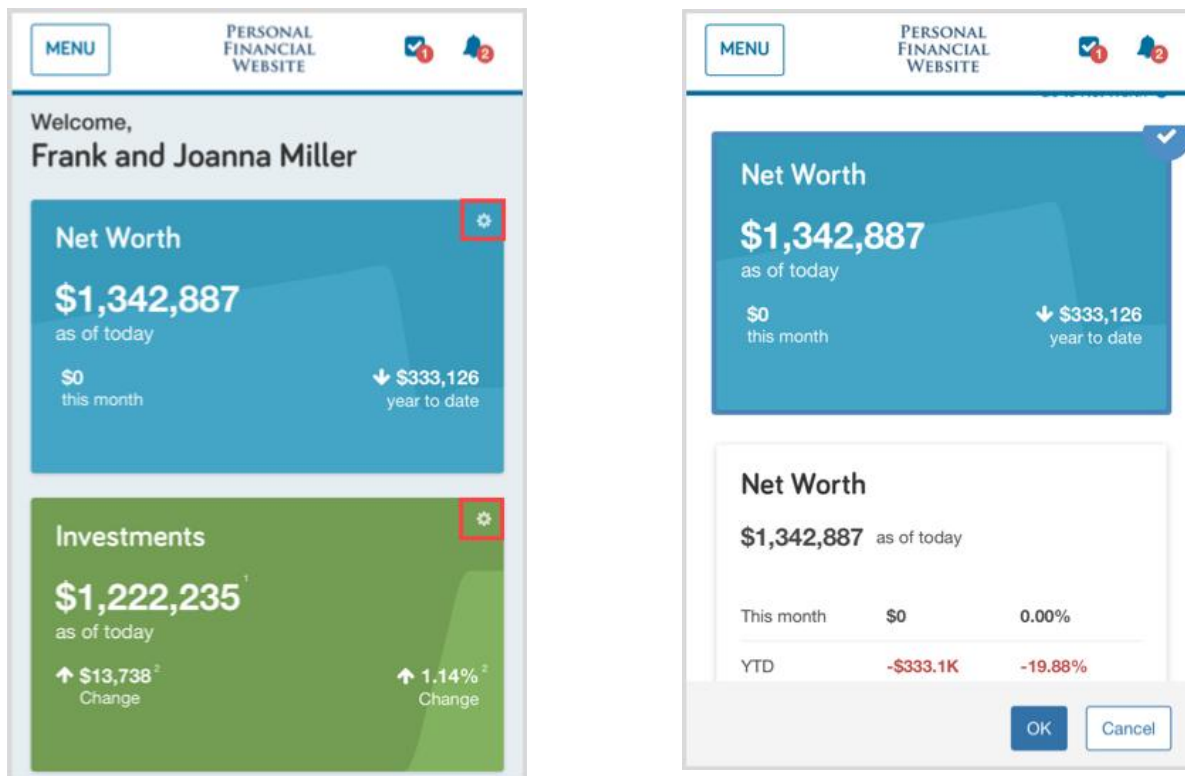 MENU
PERSONAL
FINANCIAL
WEBSITE
1
2
Welcome,
Frank and Joanna Miller
Net Worth
$1,342,887
as of today
$0
this month
$333,126
year to date
Investments
$1,222,235 1
as of today
$13,738 2
Change
1.14% 2
Change
MENU
PERSONAL
FINANCIAL
WEBSITE
1
2
Net Worth
$1,342,887
as of today
$0
this month
$333,126
year to date
Net Worth
$1,342,887 as of today
This month $0 0.00%
YTD -$333.1K -19.88%
OK Cancel